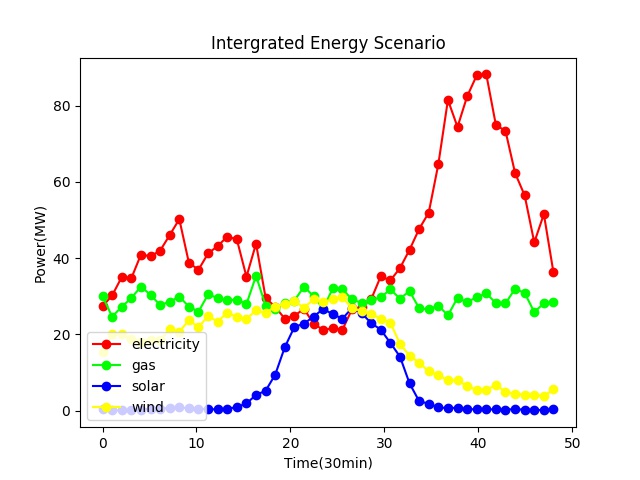 Intergrated Energy Scenario
Power(MW)
80
60
40
20
0
electricity
gas
solar
wind
0 10 20 30 40 50
Time(30min)